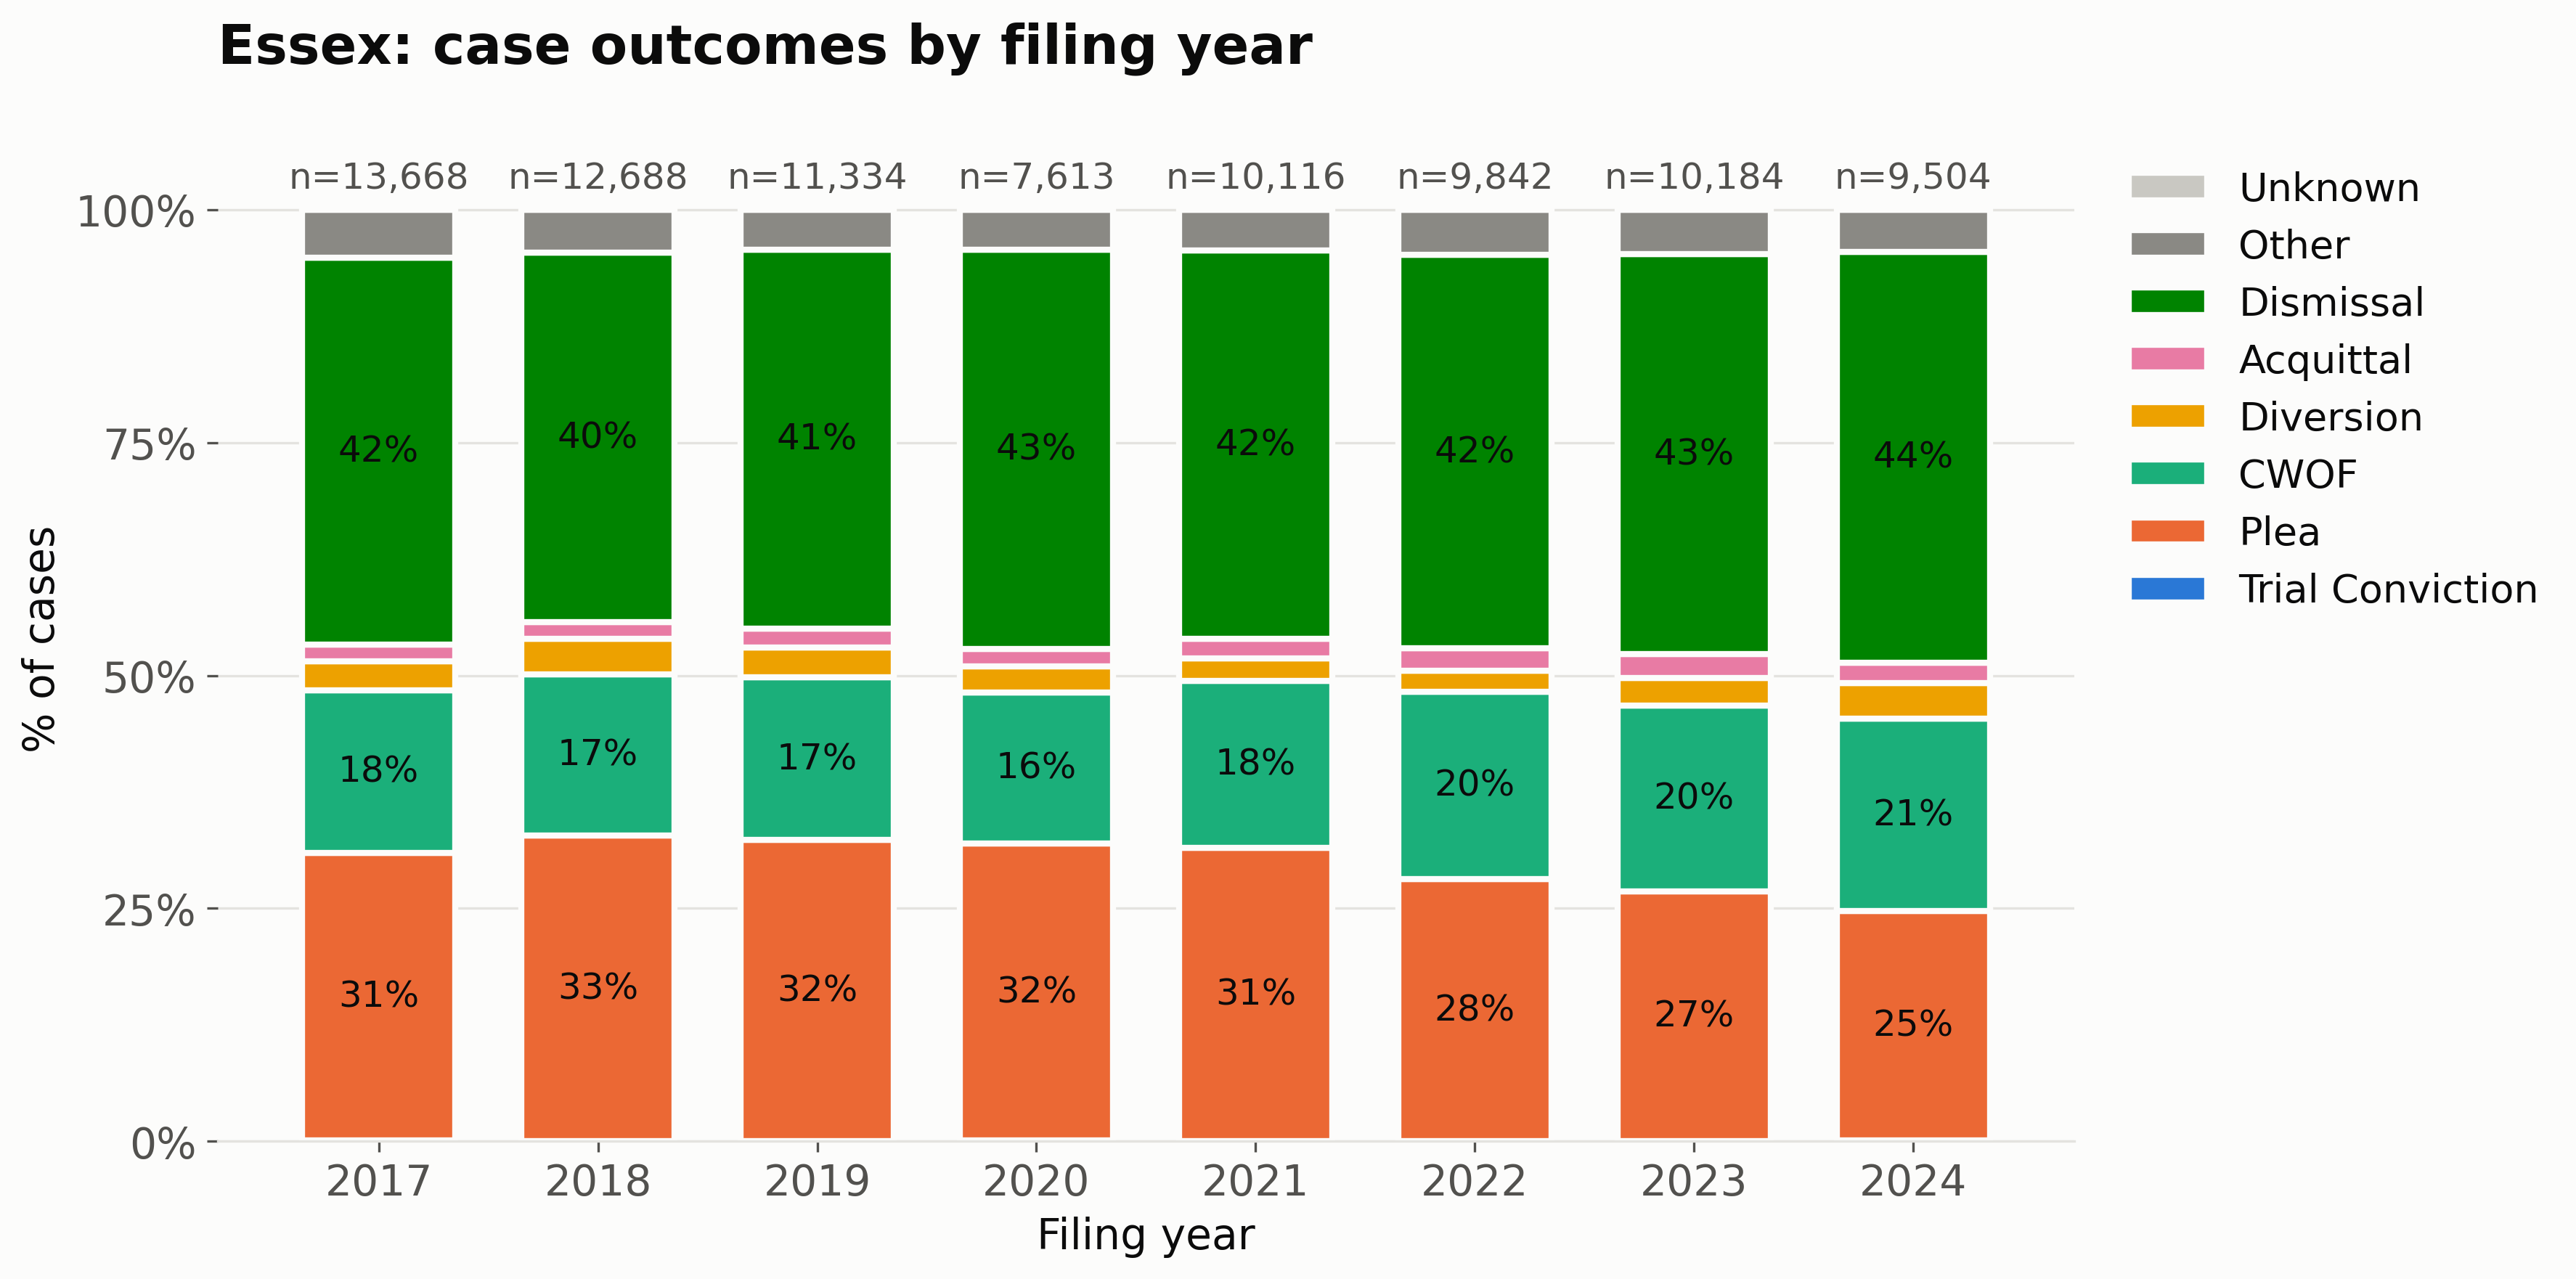 Essex: case outcomes by filing year
n=13,668 n=12,688 n=11,334 n=7,613 n=10,116 n=9,842 n=10,184 n=9,504
100%
75%
50%
25%
0%
% of cases
42% 40% 41% 43% 42% 42% 43% 44%
18% 17% 17% 16% 18% 20% 20% 21%
31% 33% 32% 32% 31% 28% 27% 25%
2017 2018 2019 2020 2021 2022 2023 2024
Filing year
Unknown
Other
Dismissal
Acquittal
Diversion
CWOF
Plea
Trial Conviction